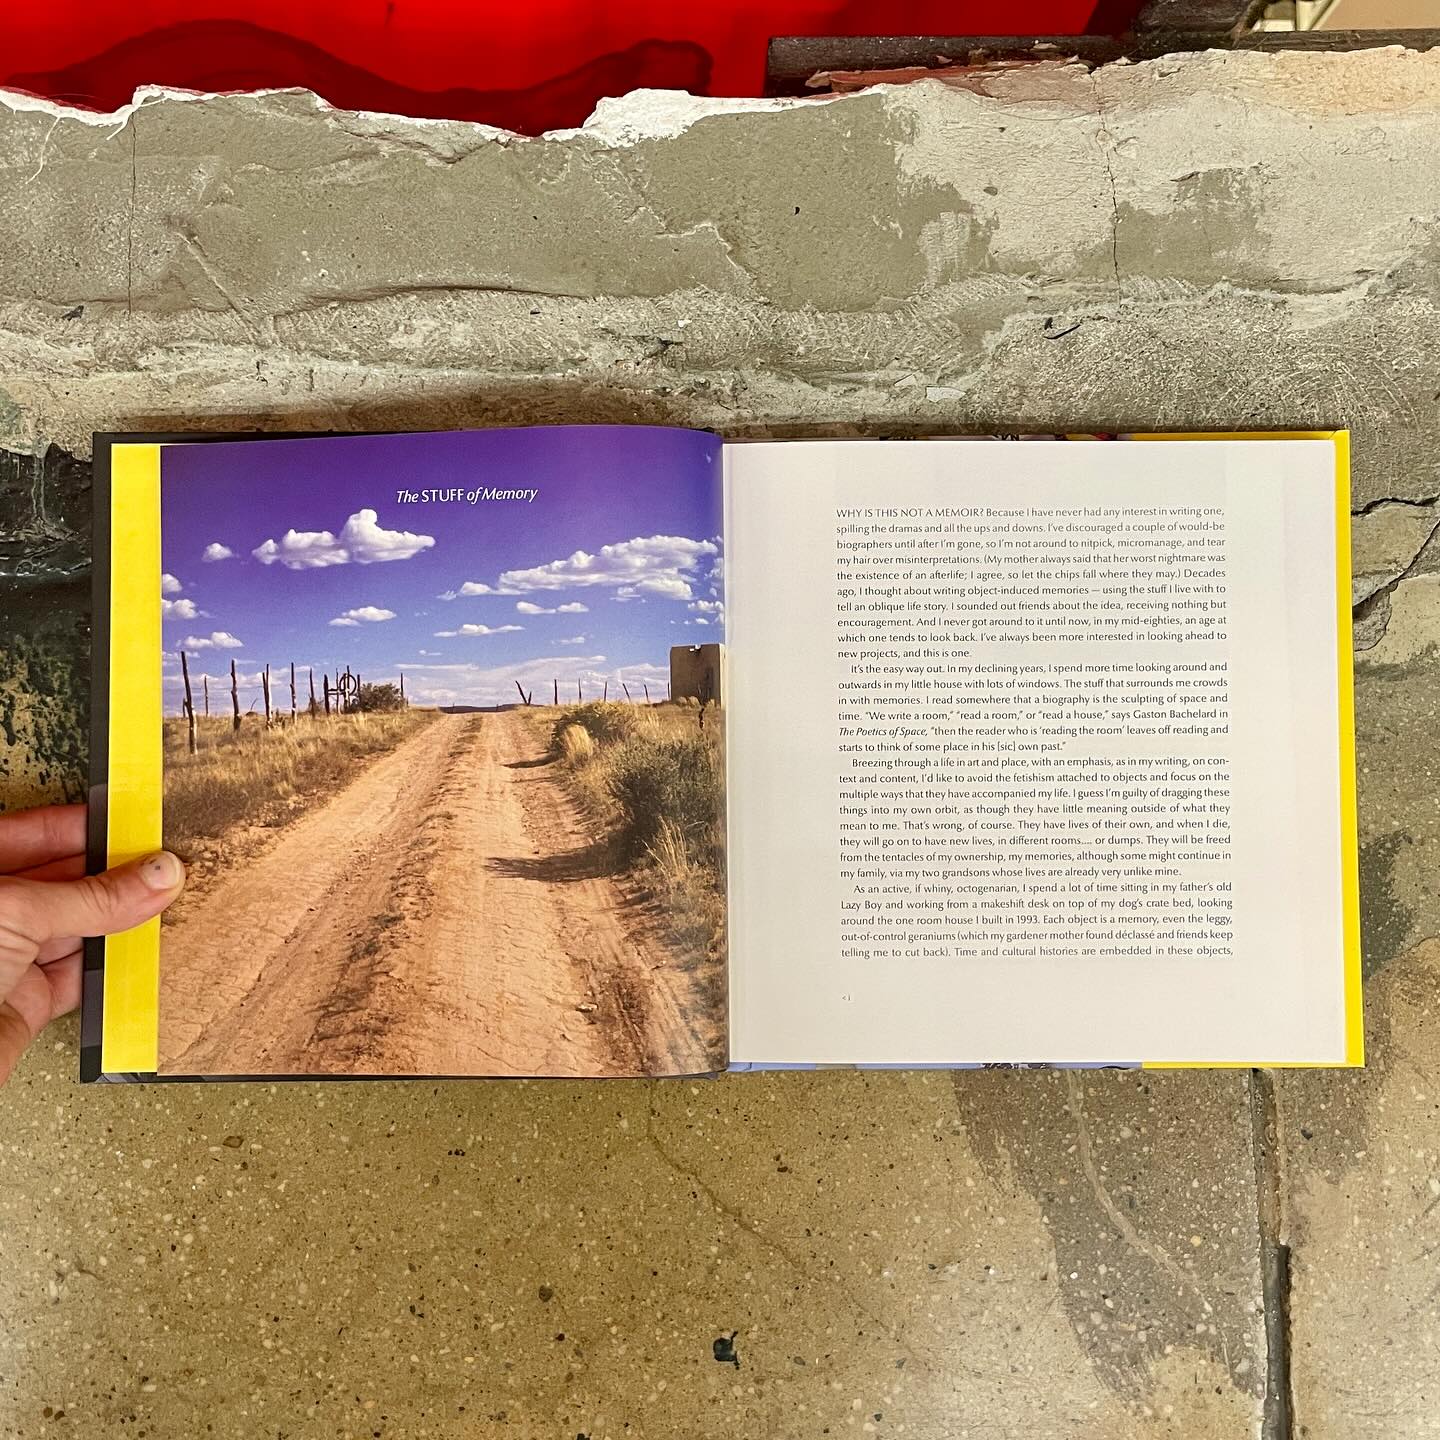 The STUFF of Memory
WHY IS THIS NOT A MEMOIR? Because I have never had any interest in writing one,
spilling the dramas and all the ups and downs. I've discouraged a couple of would-be
biographers until after I'm gone, so I'm not around to nitpick, micromanage, and tear
my hair over misinterpretations. (My mother always said that her worst nightmare was
the existence of an afterlife; I agree, so let the chips fall where they may.) Decades
ago, I thought about writing object-induced memories — using the stuff I live with to
tell an oblique life story. I sounded out friends about the idea, receiving nothing but
encouragement. And I never got around to it until now, in my mid-eighties, an age at
which one tends to look back. I've always been more interested in looking ahead to
new projects, and this is one.
It's the easy way out. In my declining years, I spend more time looking around and
outwards in my little house with lots of windows. The stuff that surrounds me crowds
in with memories. I read somewhere that a biography is the sculpting of space and
time. "We write a room," "read a room," or "read a house," says Gaston Bachelard in
The Poetics of Space, "then the reader who is 'reading the room' leaves off reading and
starts to think of some place in his [sic] own past."
Breezing through a life in art and place, with an emphasis, as in my writing, on con-
text and content, I'd like to avoid the fetishism attached to objects and focus on the
multiple ways that they have accompanied my life. I guess I'm guilty of dragging these
things into my own orbit, as though they have little meaning outside of what they
mean to me. That's wrong, of course. They have lives of their own, and when I die,
they will go on to have new lives, in different rooms.... or dumps. They will be freed
from the tentacles of my ownership, my memories, although some might continue in
my family, via my two grandsons whose lives are already very unlike mine.
As an active, if whiny, octogenarian, I spend a lot of time sitting in my father's old
Lazy Boy and working from a makeshift desk on top of my dog's crate bed, looking
around the one room house I built in 1993. Each object is a memory, even the leggy,
out-of-control geraniums (which my gardener mother found déclassé and friends keep
telling me to cut back). Time and cultural histories are embedded in these objects,